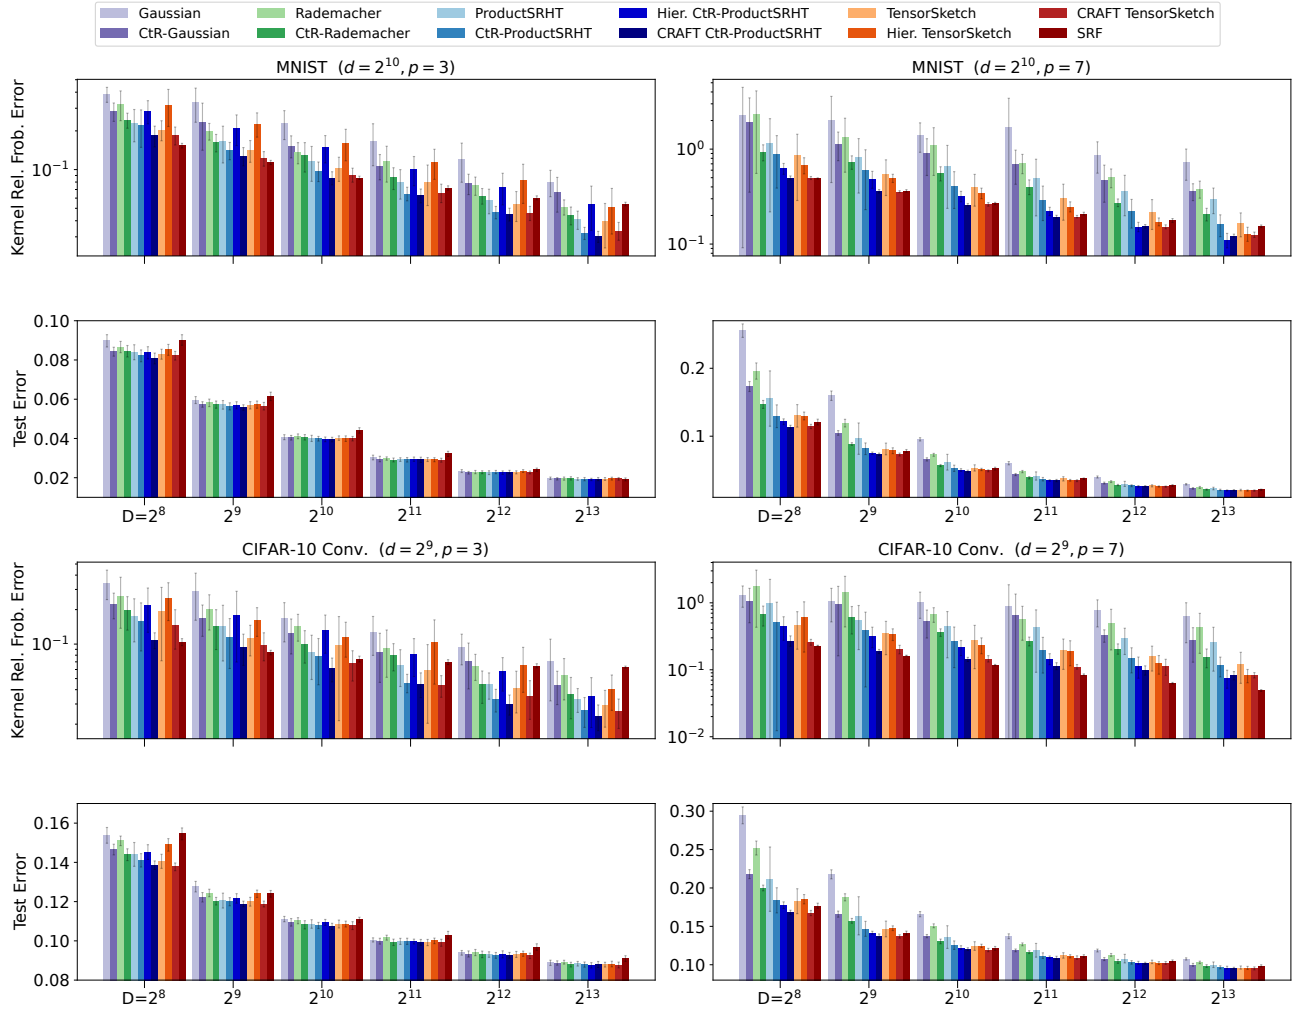 Gaussian Rademacher ProductSRHT Hier. CtR-ProductSRHT TensorSketch CRAFT TensorSketch
CtR-Gaussian CtR-Rademacher CtR-ProductSRHT CRAFT CtR-ProductSRHT Hier. TensorSketch SRF
MNIST (d = 2^10, p = 3)
Kernel Rel. Frob. Error
10^−1
MNIST (d = 2^10, p = 7)
10^0
10^−1
Test Error
0.10
0.08
0.06
0.04
0.02
D=2^8 2^9 2^10 2^11 2^12 2^13
0.2
0.1
D=2^8 2^9 2^10 2^11 2^12 2^13
CIFAR-10 Conv. (d = 2^9, p = 3)
Kernel Rel. Frob. Error
10^−1
CIFAR-10 Conv. (d = 2^9, p = 7)
10^0
10^−1
10^−2
Test Error
0.16
0.14
0.12
0.10
0.08
D=2^8 2^9 2^10 2^11 2^12 2^13
0.30
0.25
0.20
0.15
0.10
D=2^8 2^9 2^10 2^11 2^12 2^13